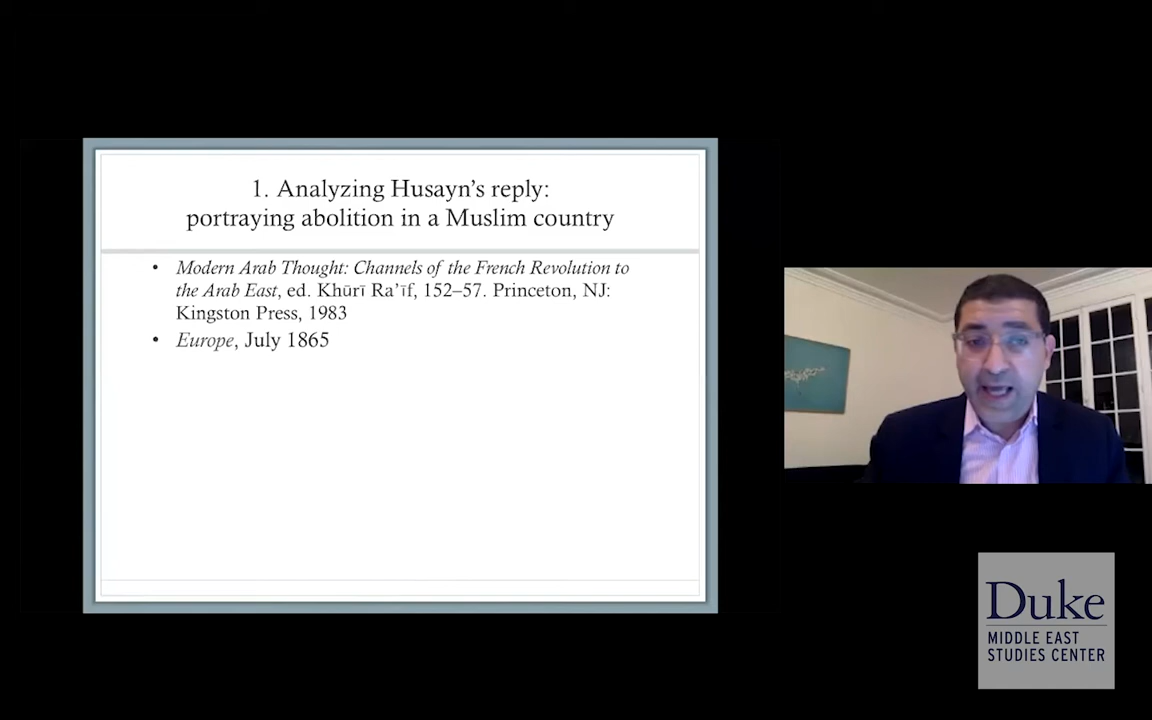 1. Analyzing Husayn's reply:
portraying abolition in a Muslim country
• Modern Arab Thought: Channels of the French Revolution to
the Arab East, ed. Khūrī Ra'īf, 152–57. Princeton, NJ:
Kingston Press, 1983
• Europe, July 1865
Duke
MIDDLE EAST
STUDIES CENTER